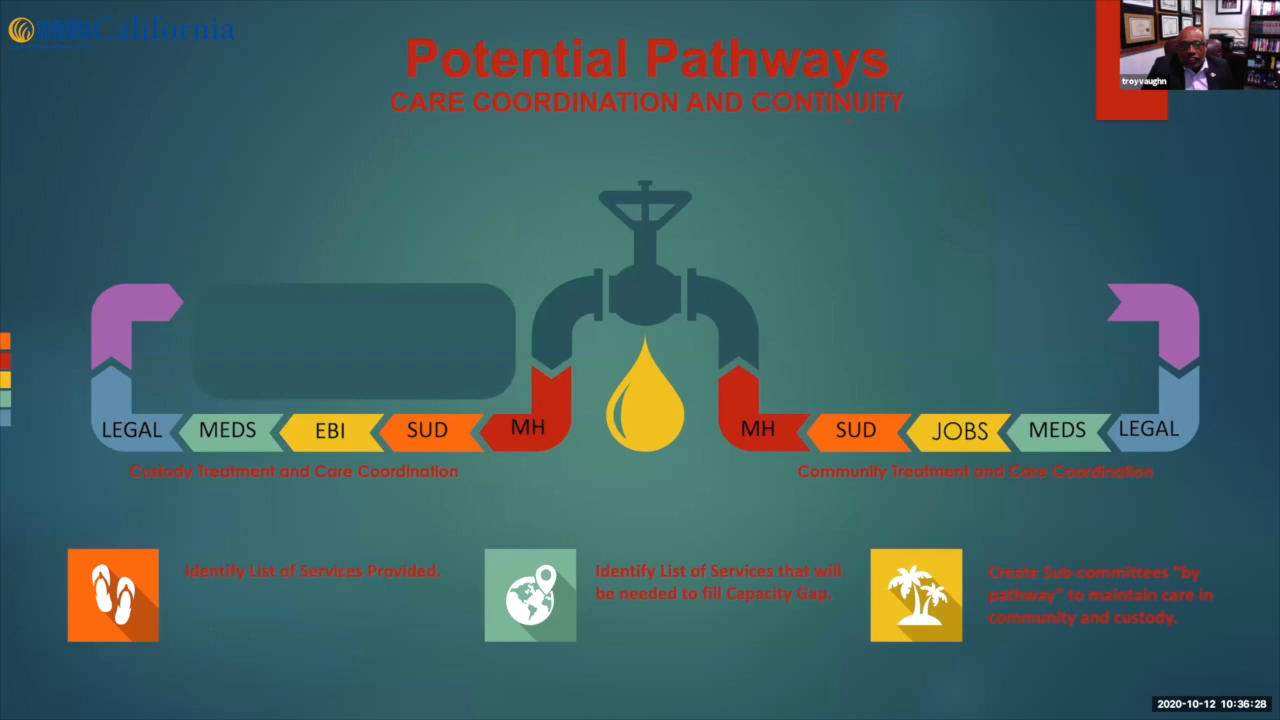 California
Potential Pathways
CARE COORDINATION AND CONTINUITY
troyvaughn
LEGAL MEDS EBI SUD MH
MH SUD JOBS MEDS LEGAL
Custody Treatment and Care Coordination
Community Treatment and Care Coordination
Identify List of Services Provided.
Identify List of Services that will
be needed to fill Capacity Gap.
Create Sub-committees "by
pathway" to maintain care in
community and custody.
2020-10-12 10:36:28